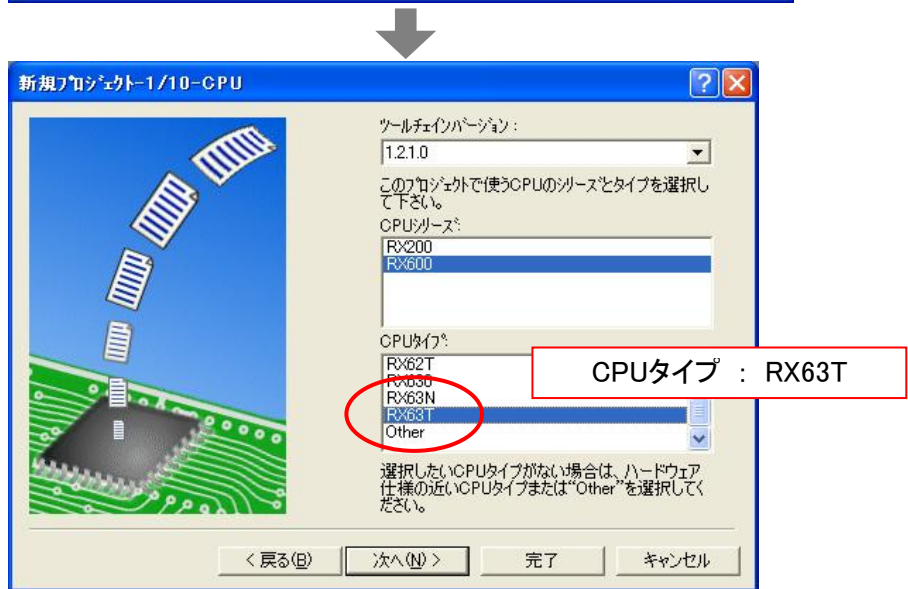 新規プロジェクト-1/10-CPU
ツールチェインバージョン :
1.2.1.0
このプロジェクトで使うCPUのシリーズとタイプを選択し
て下さい。
CPUシリーズ:
RX200
RX600
CPUタイプ:
RX62T
RX630
RX63N
RX63T
Other
CPUタイプ : RX63T
選択したいCPUタイプがない場合は、ハードウェア
仕様の近いCPUタイプまたは"Other"を選択してく
ださい。
< 戻る(B)
次へ(N) >
完了
キャンセル